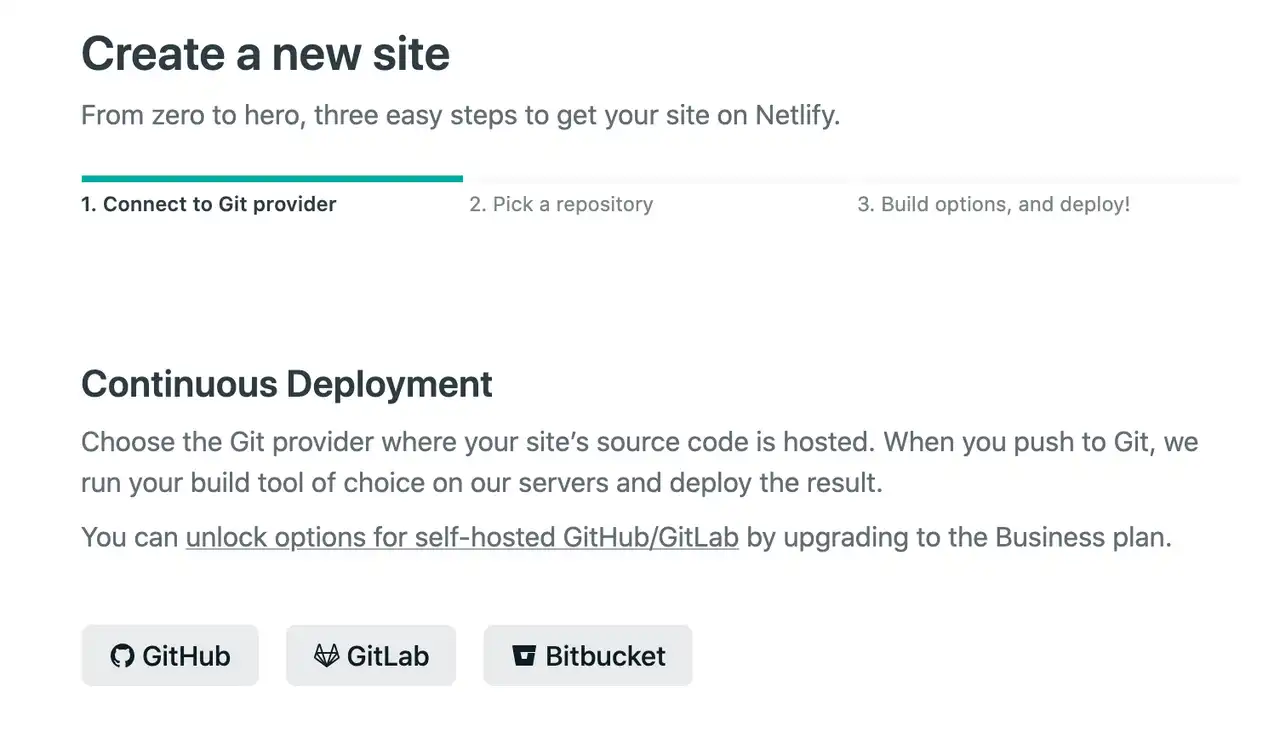 Create a new site
From zero to hero, three easy steps to get your site on Netlify.
1. Connect to Git provider
2. Pick a repository
3. Build options, and deploy!
Continuous Deployment
Choose the Git provider where your site’s source code is hosted. When you push to Git, we
run your build tool of choice on our servers and deploy the result.
You can unlock options for self-hosted GitHub/GitLab by upgrading to the Business plan.
GitHub
GitLab
Bitbucket